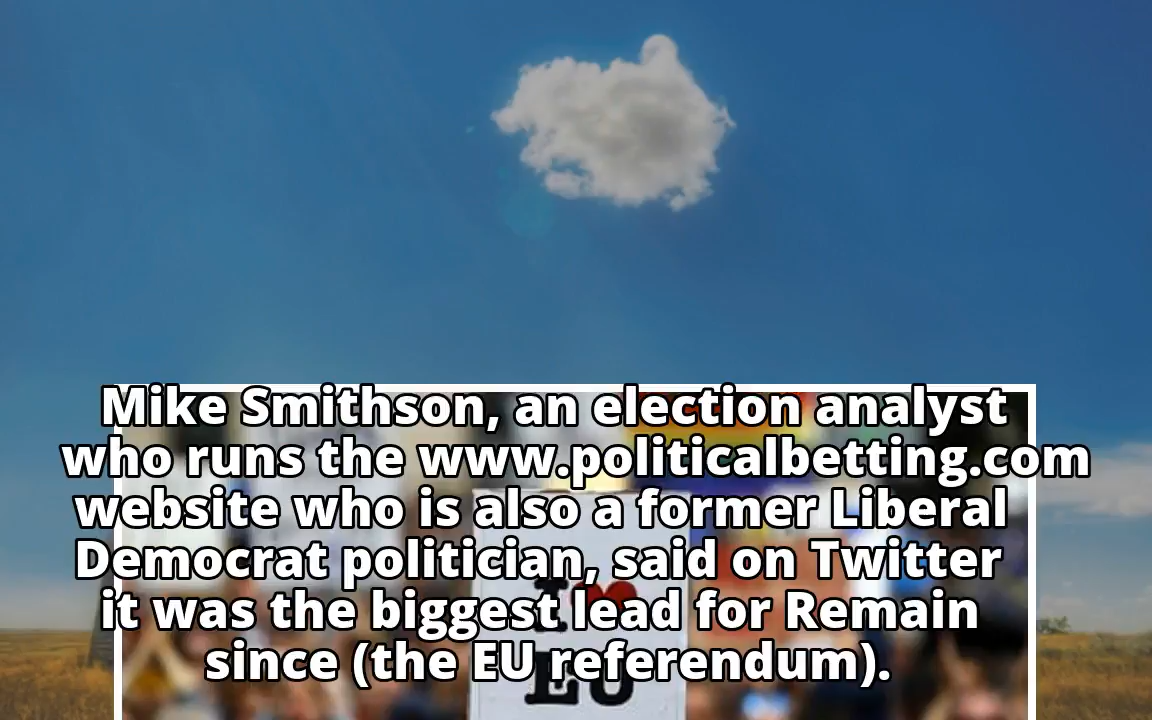 Mike Smithson, an election analyst
who runs the www.politicalbetting.com
website who is also a former Liberal
Democrat politician, said on Twitter
it was the biggest lead for Remain
since (the EU referendum).
I ♥
EU